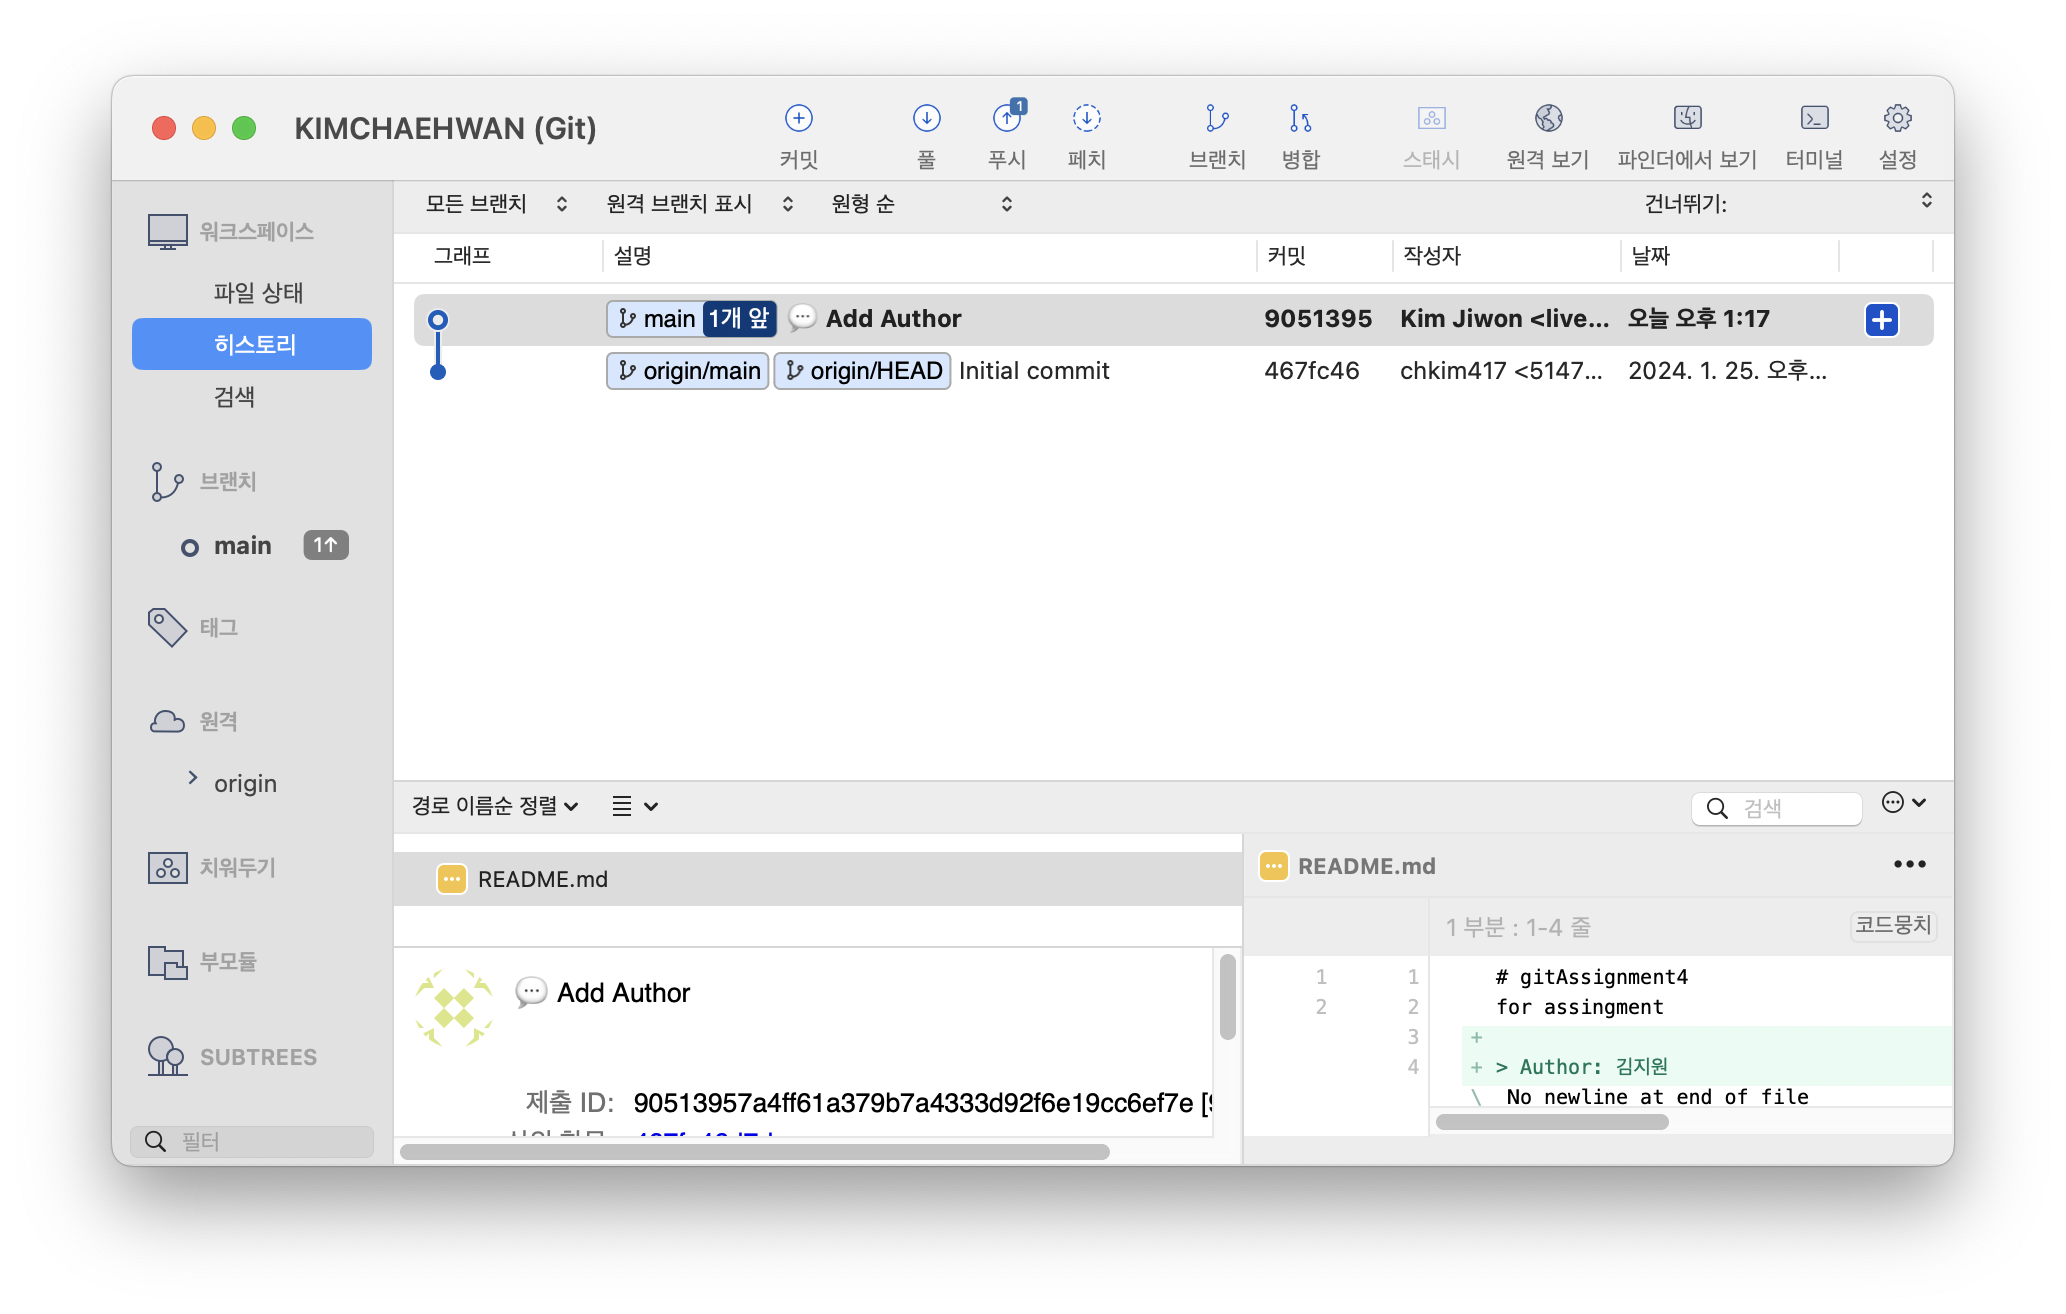 KIMCHAEHWAN (Git)
커밋
풀
1
푸시
페치
브랜치
병합
스태시
원격 보기
파인더에서 보기
터미널
설정
워크스페이스
파일 상태
히스토리
검색
브랜치
main 1↑
태그
원격
origin
치워두기
부모듈
SUBTREES
필터
모든 브랜치 원격 브랜치 표시 원형 순 건너뛰기:
그래프 설명 커밋 작성자 날짜
main 1개 앞 💬 Add Author 9051395 Kim Jiwon <live... 오늘 오후 1:17
origin/main origin/HEAD Initial commit 467fc46 chkim417 <5147... 2024. 1. 25. 오후...
경로 이름순 정렬
검색
README.md
💬 Add Author
제출 ID: 90513957a4ff61a379b7a4333d92f6e19cc6ef7e
README.md
1 부분 : 1-4 줄 코드뭉치
1 1 # gitAssignment4
2 2 for assingment
3 +
4 + > Author: 김지원
\ No newline at end of file